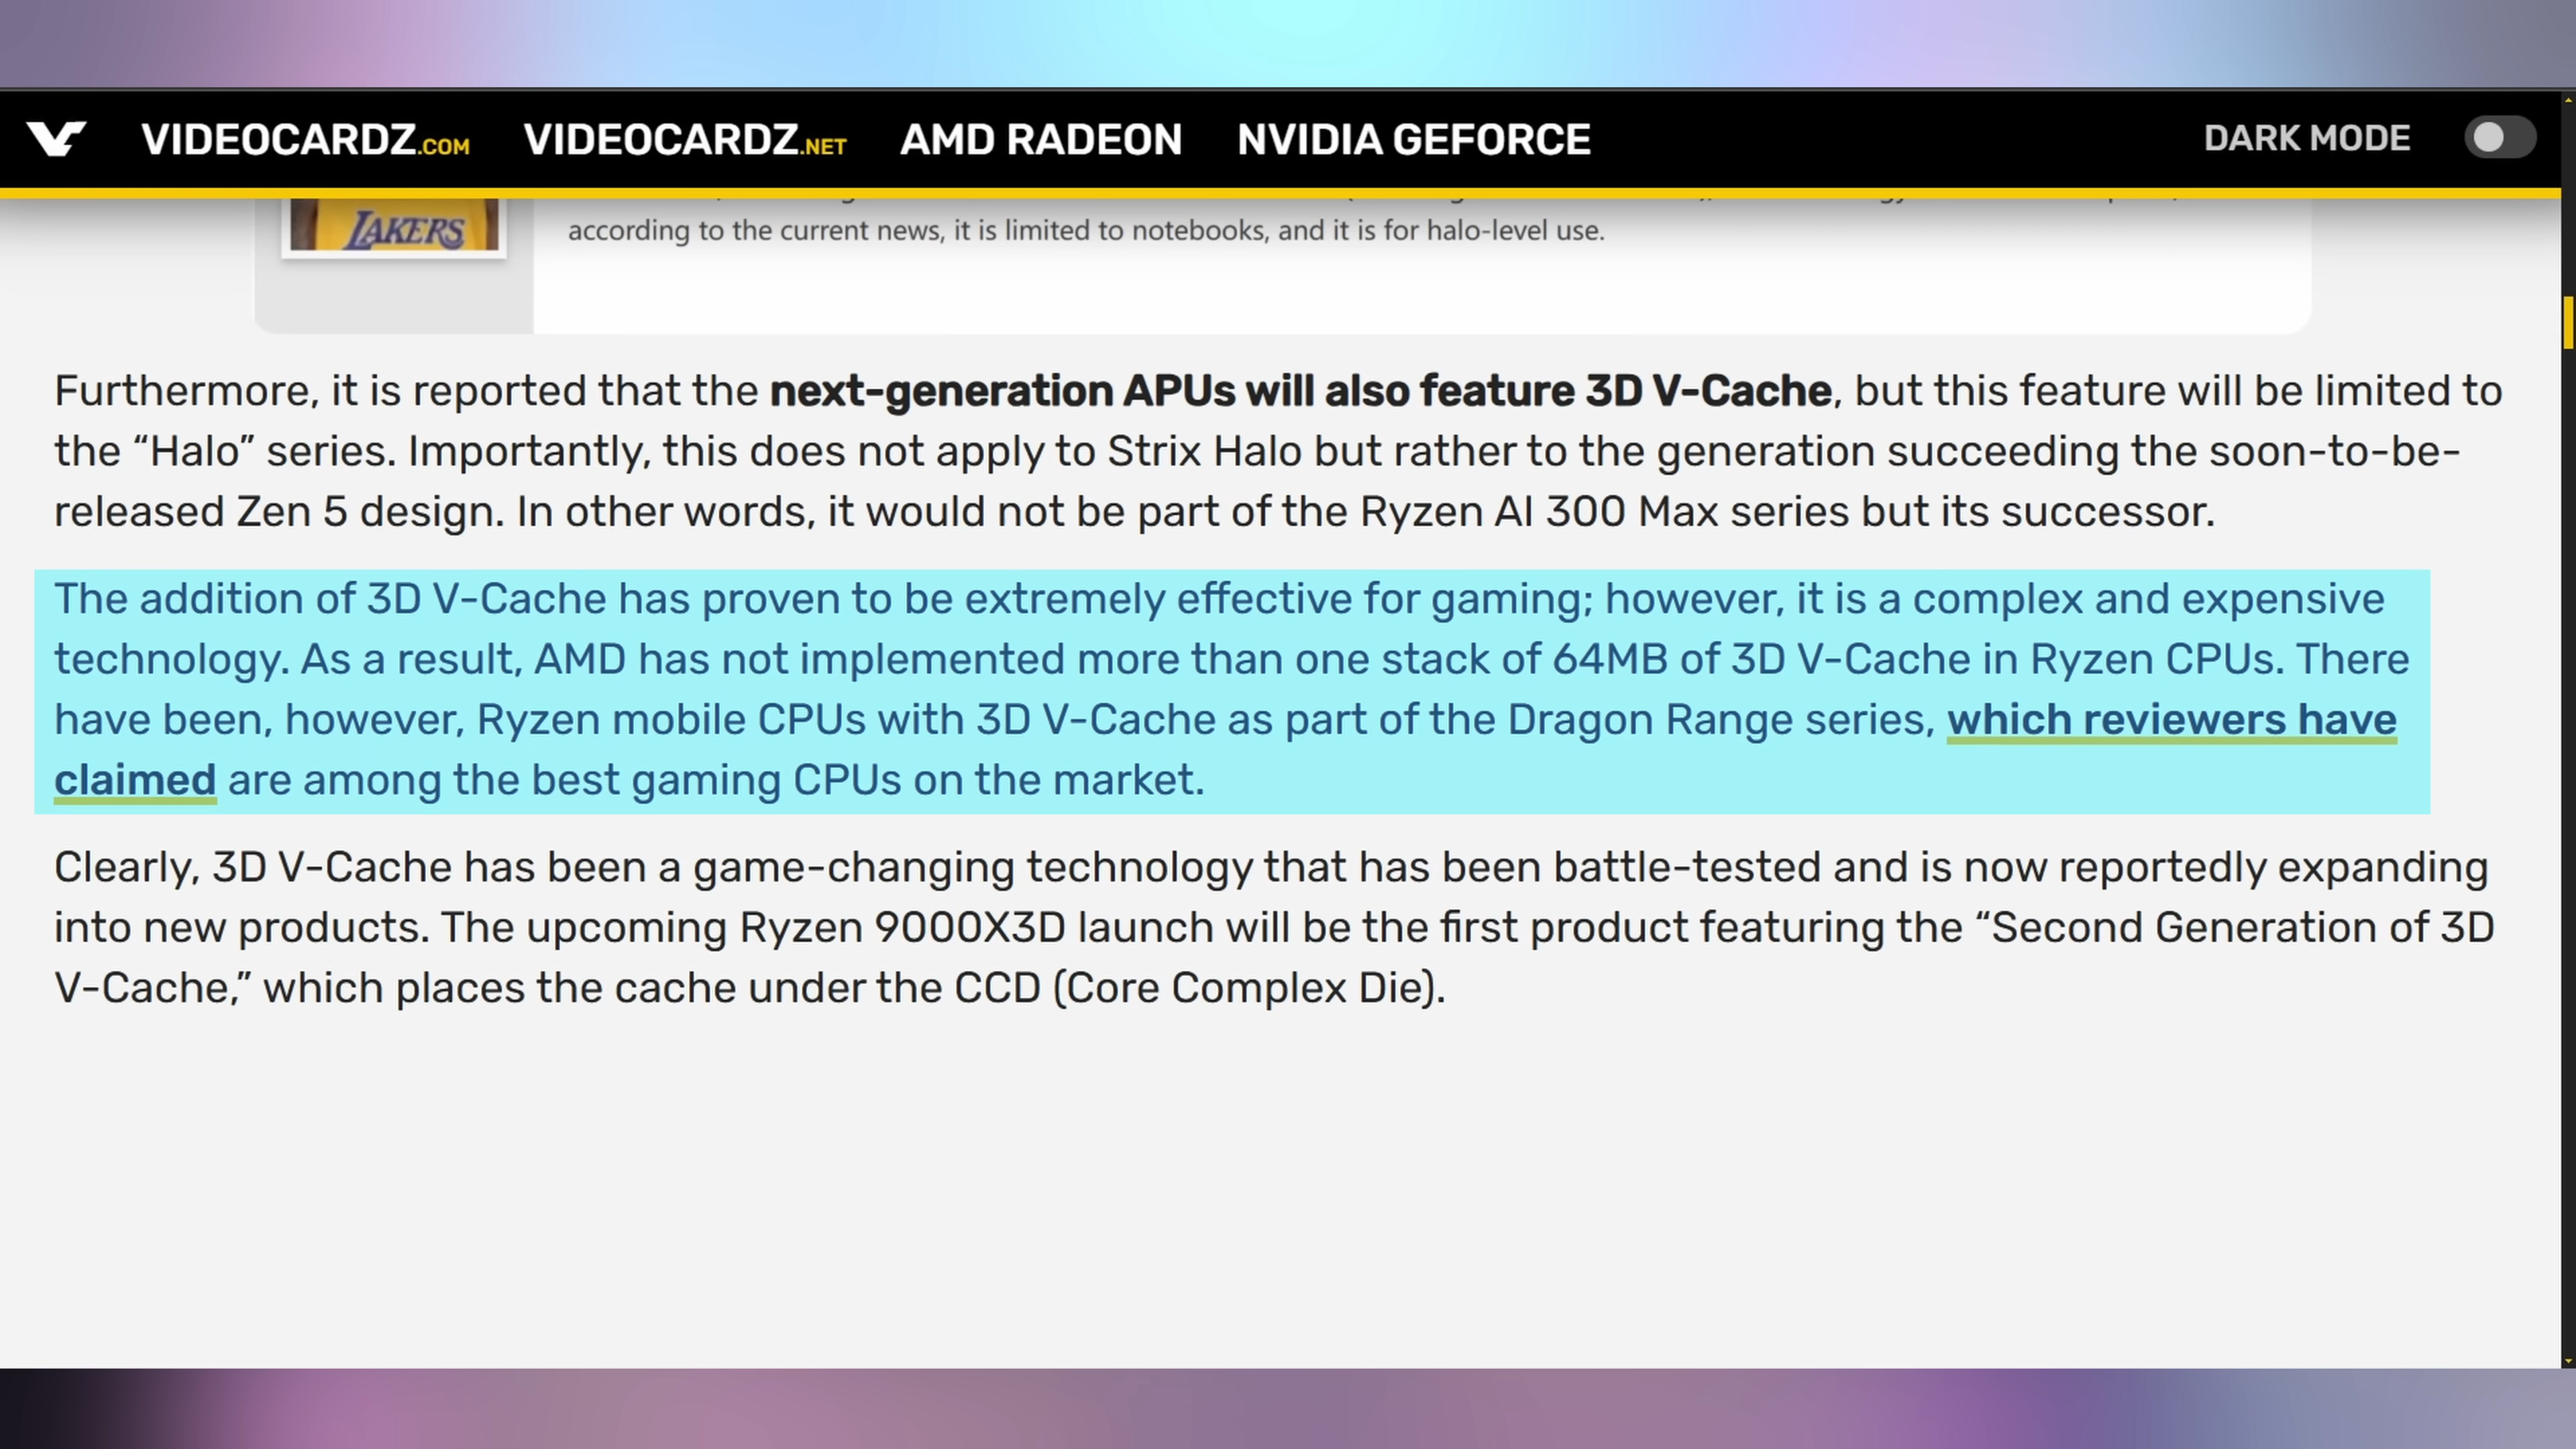 VIDEOCARDZ.COM VIDEOCARDZ.NET AMD RADEON NVIDIA GEFORCE DARK MODE
LAKERS
according to the current news, it is limited to notebooks, and it is for halo-level use.
Furthermore, it is reported that the next-generation APUs will also feature 3D V-Cache, but this feature will be limited to
the “Halo” series. Importantly, this does not apply to Strix Halo but rather to the generation succeeding the soon-to-be-
released Zen 5 design. In other words, it would not be part of the Ryzen AI 300 Max series but its successor.
The addition of 3D V-Cache has proven to be extremely effective for gaming; however, it is a complex and expensive
technology. As a result, AMD has not implemented more than one stack of 64MB of 3D V-Cache in Ryzen CPUs. There
have been, however, Ryzen mobile CPUs with 3D V-Cache as part of the Dragon Range series, which reviewers have
claimed are among the best gaming CPUs on the market.
Clearly, 3D V-Cache has been a game-changing technology that has been battle-tested and is now reportedly expanding
into new products. The upcoming Ryzen 9000X3D launch will be the first product featuring the “Second Generation of 3D
V-Cache,” which places the cache under the CCD (Core Complex Die).